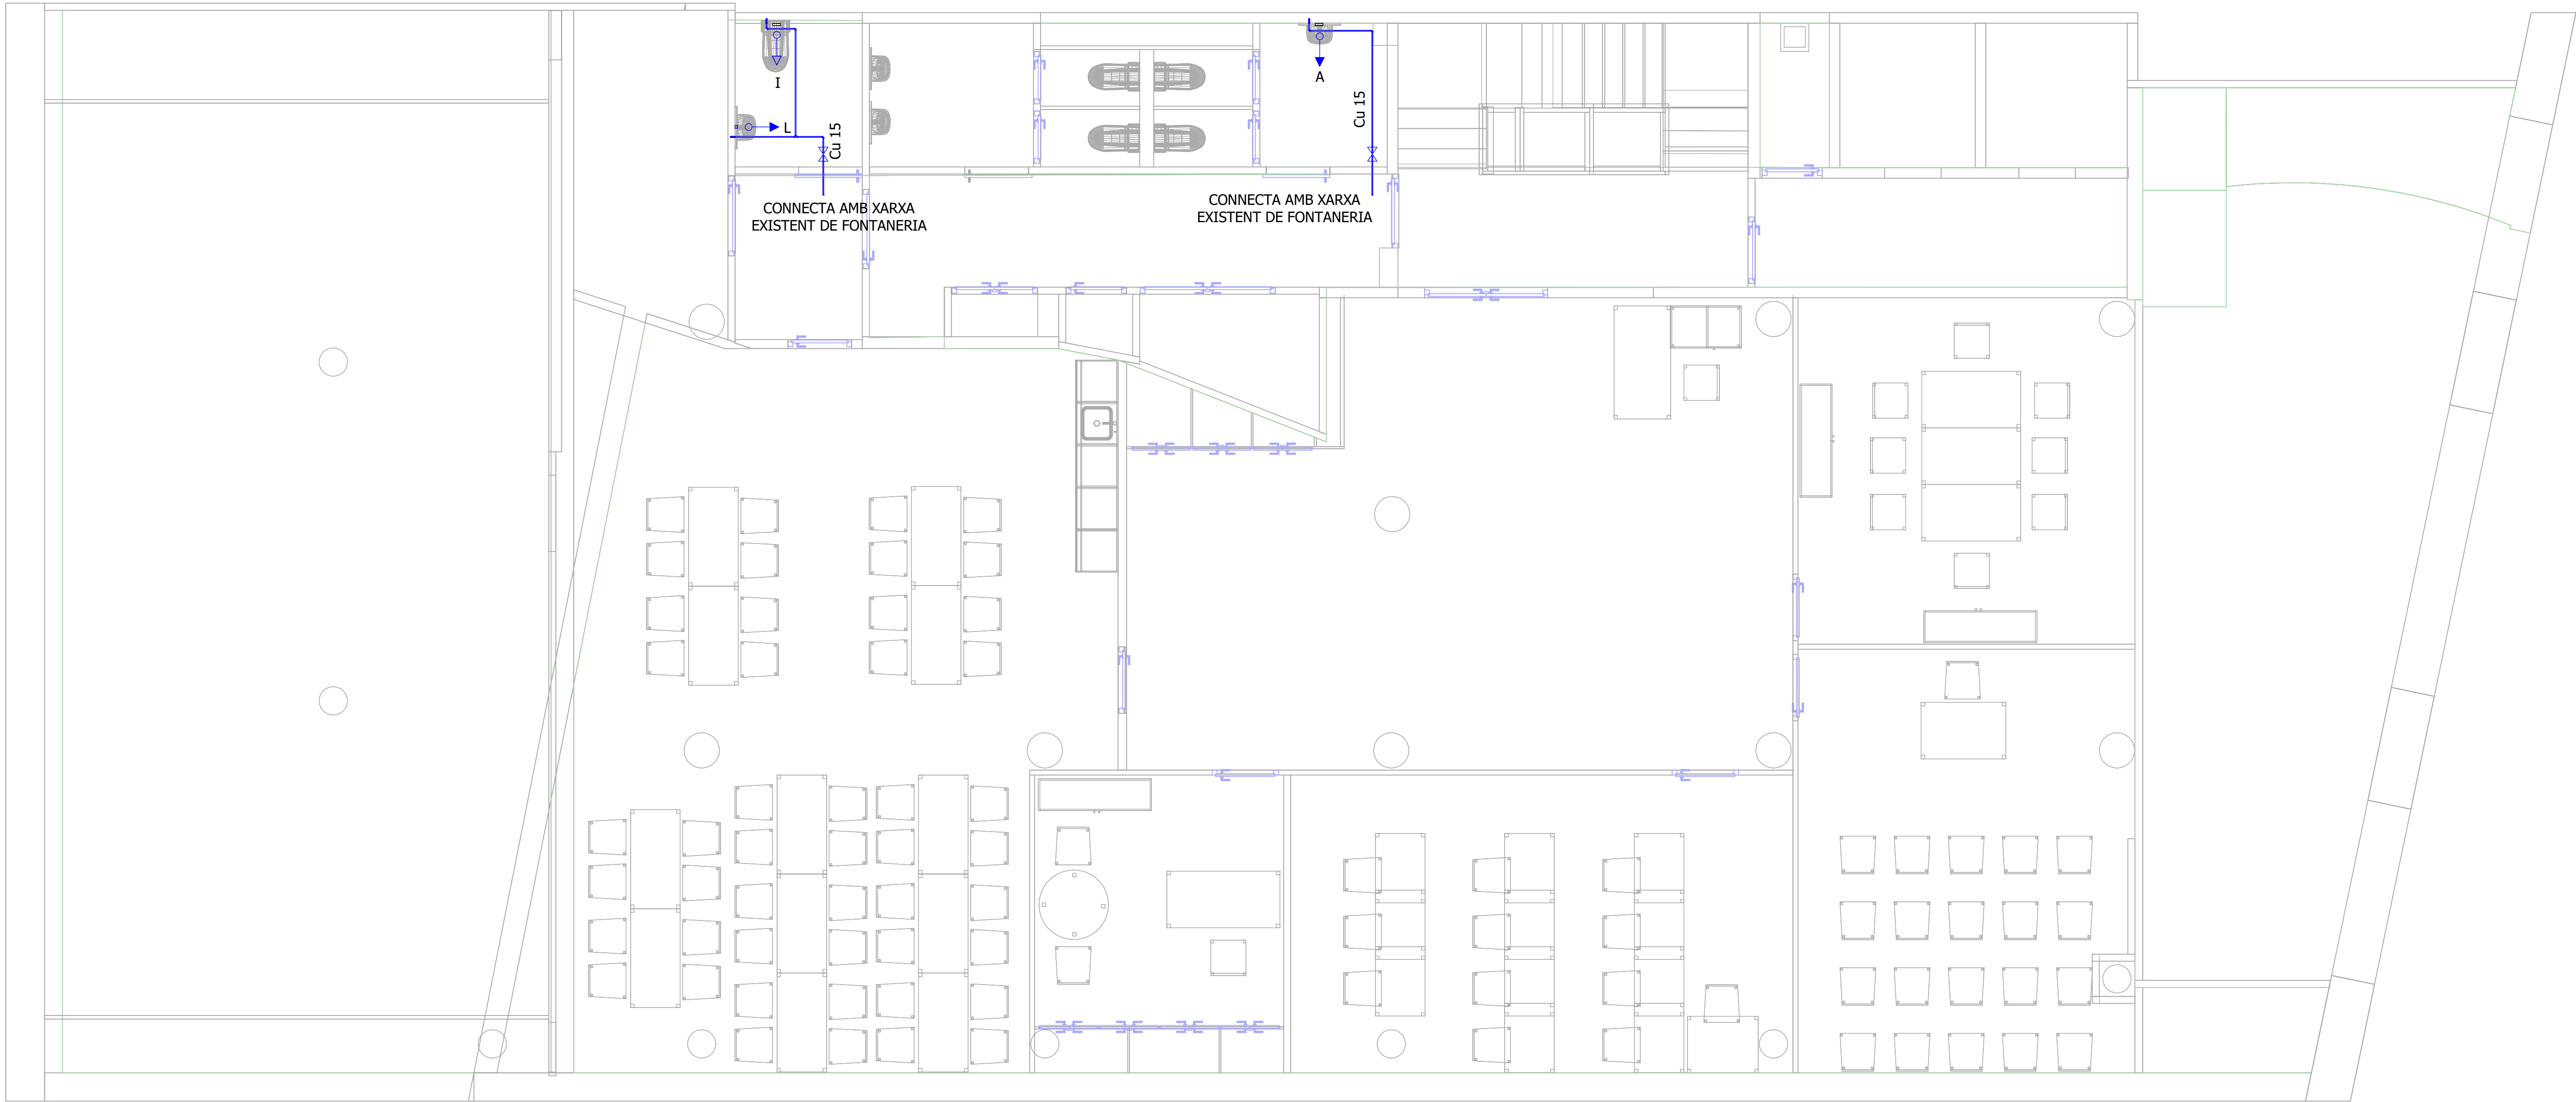 I
L
Cu 15
CONNECTA AMB XARXA
EXISTENT DE FONTANERIA
A
Cu 15
CONNECTA AMB XARXA
EXISTENT DE FONTANERIA